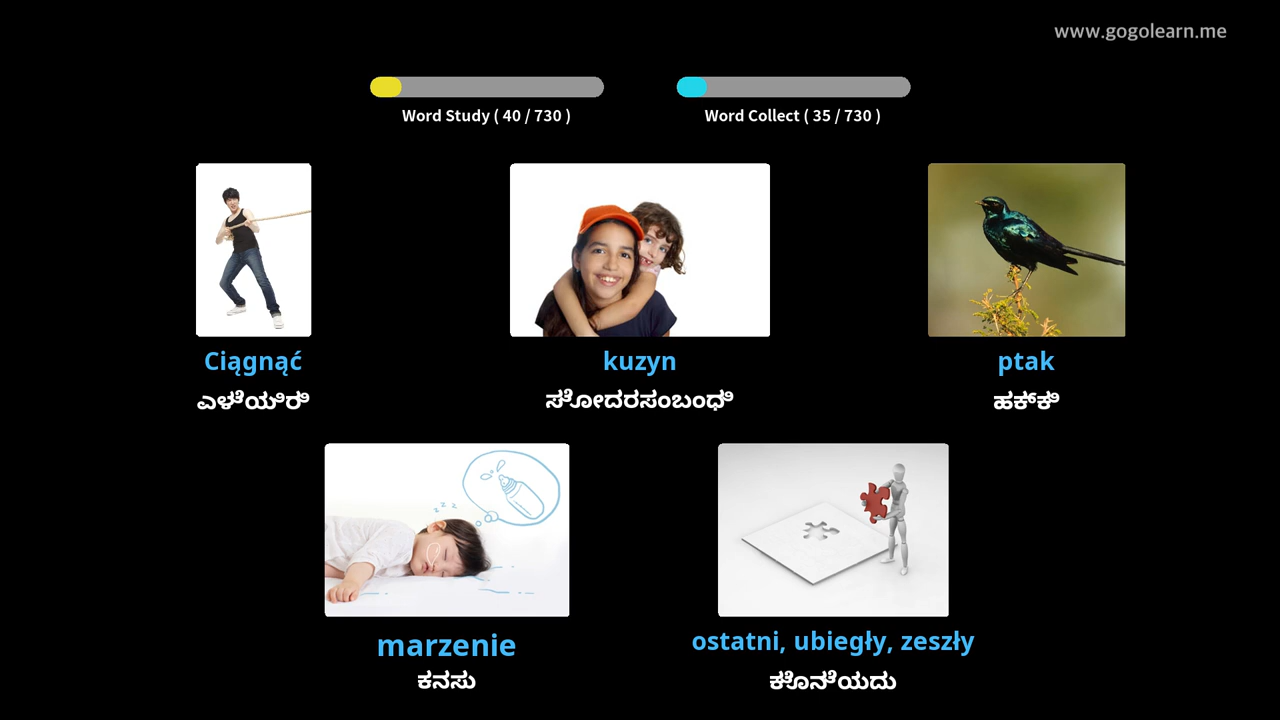 www.gogolearn.me
Word Study ( 40 / 730 )
Word Collect ( 35 / 730 )
Ciągnąć
kuzyn
ptak
ಎಳೆಯಿರಿ
ಸೋದರಸಂಬಂಧಿ
ಹಕ್ಕಿ
marzenie
ostatni, ubiegły, zeszły
ಕನಸು
ಕೊನೆಯದು